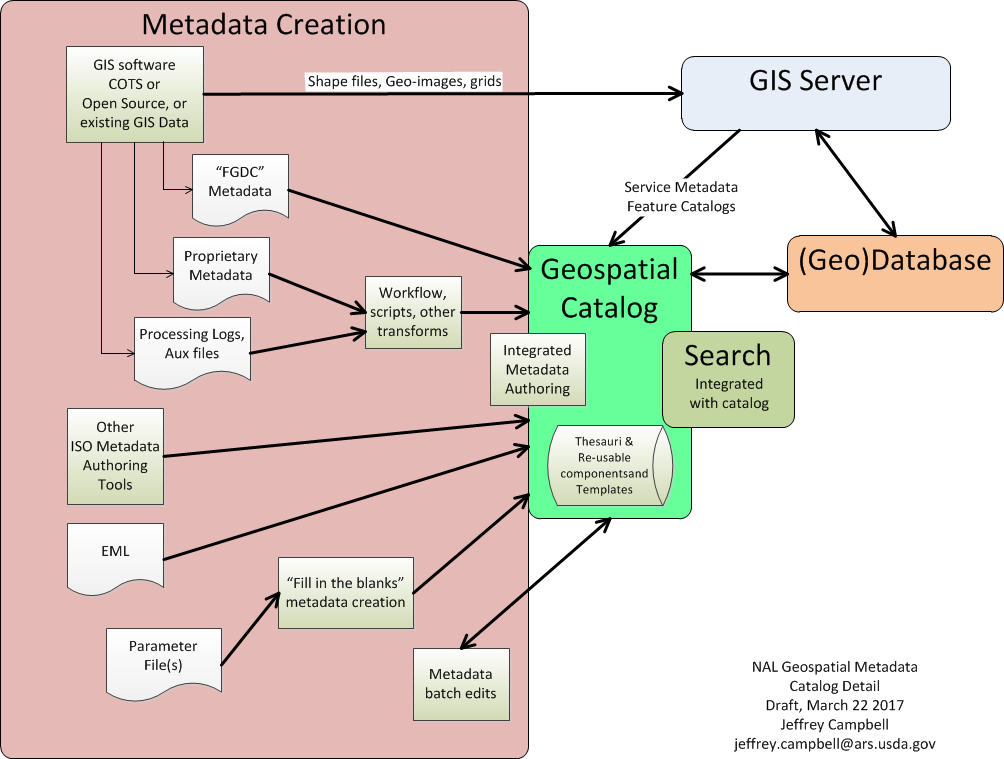 Metadata Creation
GIS software
COTS or
Open Source, or
existing GIS Data
Shape files, Geo-images, grids
GIS Server
"FGDC"
Metadata
Service Metadata
Feature Catalogs
Proprietary
Metadata
Geospatial
Catalog
(Geo)Database
Workflow,
scripts, other
transforms
Processing Logs,
Aux files
Integrated
Metadata
Authoring
Search
Integrated
with catalog
Other
ISO Metadata
Authoring
Tools
Thesauri &
Re-usable
componentsand
Templates
EML
"Fill in the blanks"
metadata creation
Parameter
File(s)
Metadata
batch edits
NAL Geospatial Metadata
Catalog Detail
Draft, March 22 2017
Jeffrey Campbell
jeffrey.campbell@ars.usda.gov